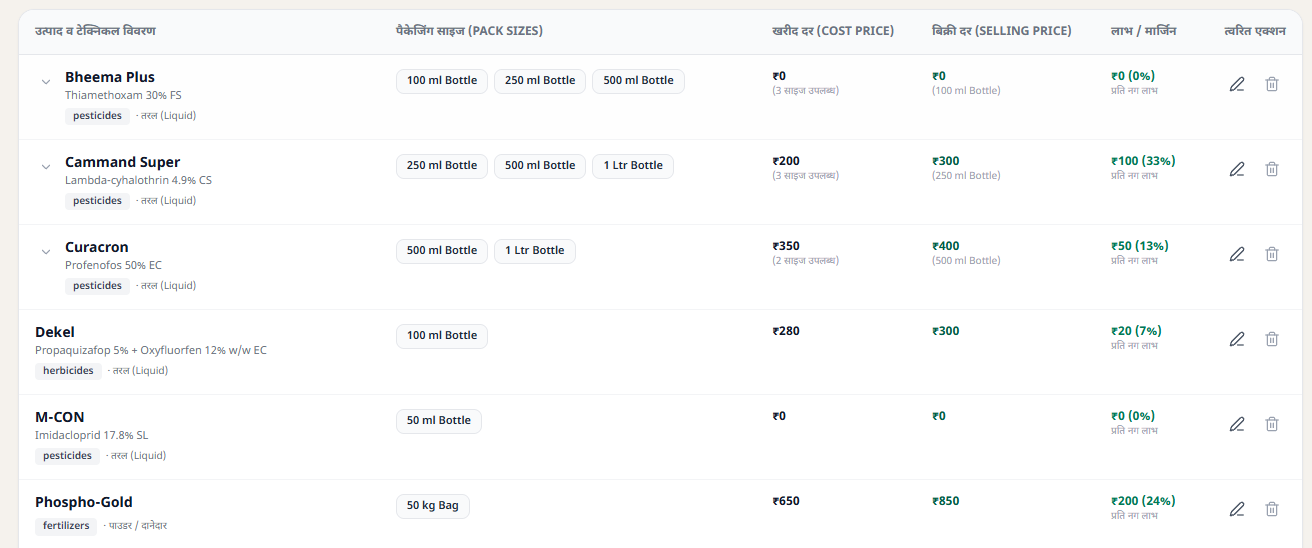 उत्पाद व टेक्निकल विवरण पैकेजिंग साइज (PACK SIZES) खरीद दर (COST PRICE) बिक्री दर (SELLING PRICE) लाभ / मार्जिन त्वरित एक्शन
Bheema Plus 100 ml Bottle 250 ml Bottle 500 ml Bottle ₹0 ₹0 ₹0 (0%)
Thiamethoxam 30% FS (3 साइज उपलब्ध) (100 ml Bottle) प्रति नग लाभ
pesticides · तरल (Liquid)
Cammand Super 250 ml Bottle 500 ml Bottle 1 Ltr Bottle ₹200 ₹300 ₹100 (33%)
Lambda-cyhalothrin 4.9% CS (3 साइज उपलब्ध) (250 ml Bottle) प्रति नग लाभ
pesticides · तरल (Liquid)
Curacron 500 ml Bottle 1 Ltr Bottle ₹350 ₹400 ₹50 (13%)
Profenofos 50% EC (2 साइज उपलब्ध) (500 ml Bottle) प्रति नग लाभ
pesticides · तरल (Liquid)
Dekel 100 ml Bottle ₹280 ₹300 ₹20 (7%)
Propaquizafop 5% + Oxyfluorfen 12% w/w EC प्रति नग लाभ
herbicides · तरल (Liquid)
M-CON 50 ml Bottle ₹0 ₹0 ₹0 (0%)
Imidacloprid 17.8% SL प्रति नग लाभ
pesticides · तरल (Liquid)
Phospho-Gold 50 kg Bag ₹650 ₹850 ₹200 (24%)
fertilizers · पाउडर / दानेदार प्रति नग लाभ